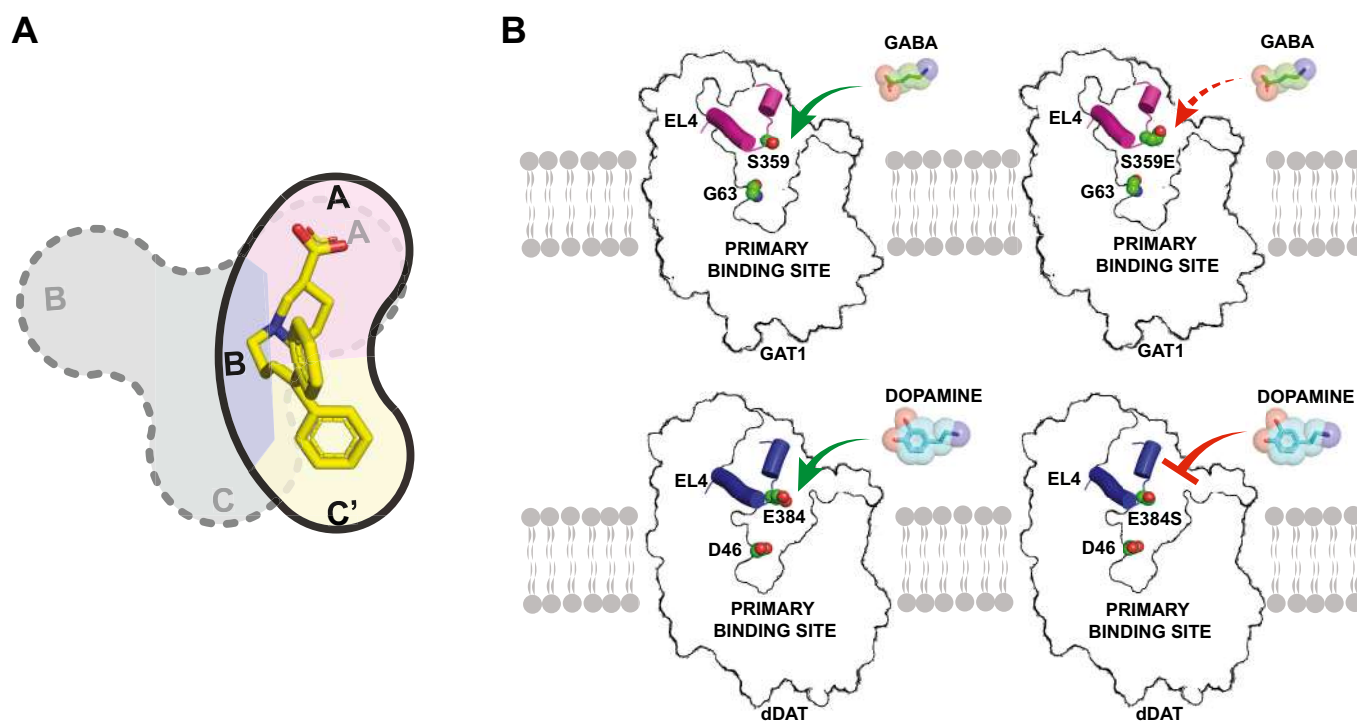 A
B
A
A
B
B
C
C’
GABA
EL4
S359
G63
PRIMARY
BINDING SITE
GAT1
GABA
EL4
S359E
G63
PRIMARY
BINDING SITE
GAT1
DOPAMINE
EL4
E384
D46
PRIMARY
BINDING SITE
dDAT
DOPAMINE
EL4
E384S
D46
PRIMARY
BINDING SITE
dDAT